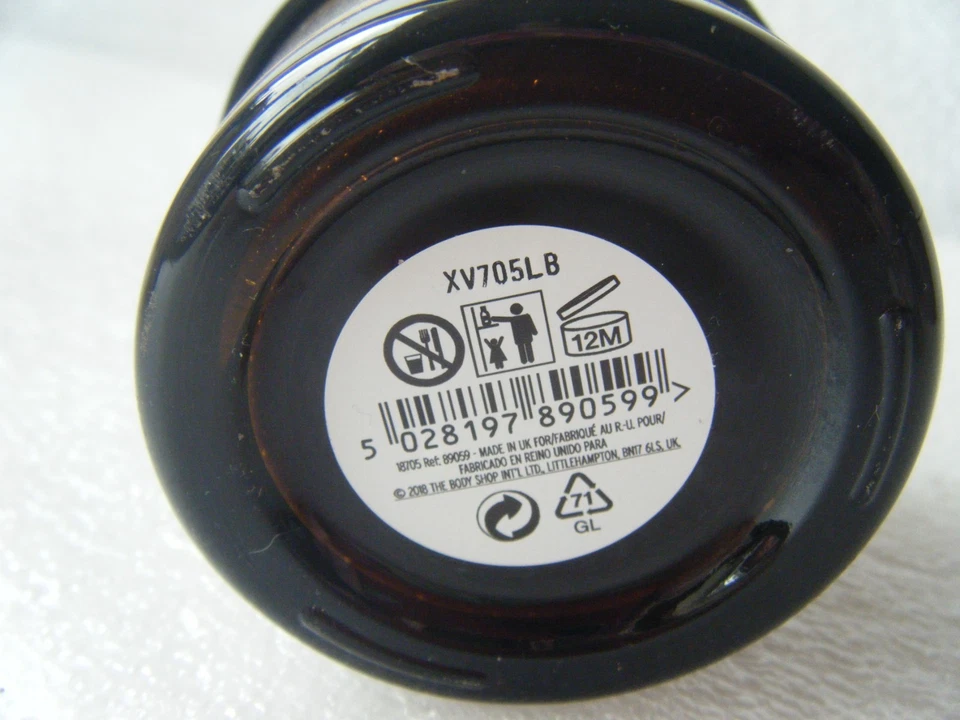 XV705LB
12M
5 028197 890599 >
18705 Ref: 89059 - MADE IN UK FOR/FABRIQUÉ AU R.-U. POUR/
FABRICADO EN REINO UNIDO PARA
© 2018 THE BODY SHOP INT'L LTD., LITTLEHAMPTON, BN17 6LS, UK.
71
GL